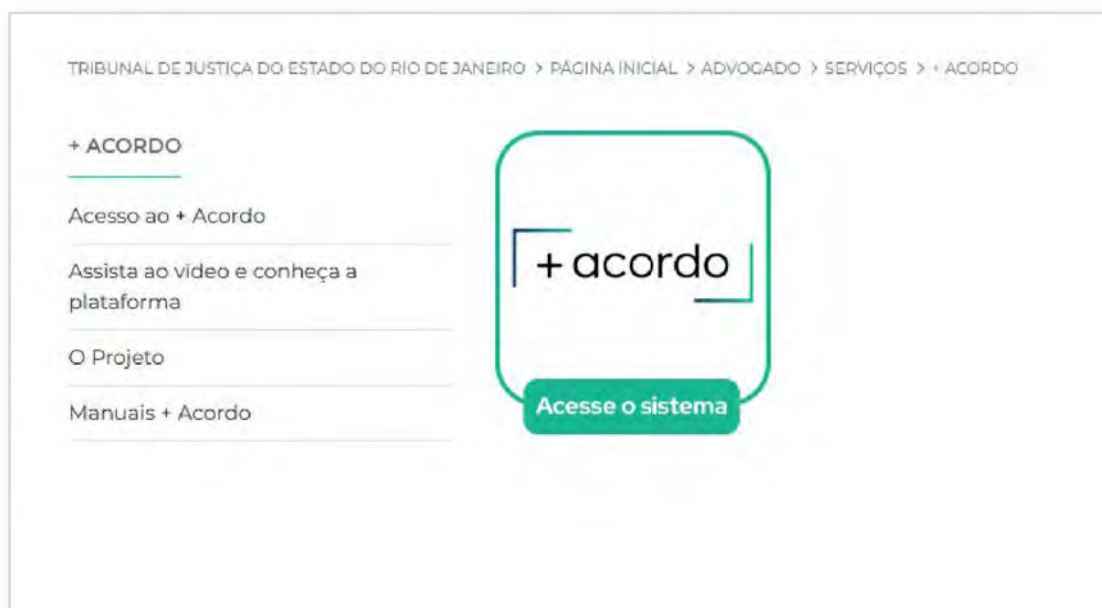 TRIBUNAL DE JUSTIÇA DO ESTADO DO RIO DE JANEIRO > PÁGINA INICIAL > ADVOGADO > SERVIÇOS > + ACORDO
+ ACORDO
Acesso ao + Acordo
Assista ao vídeo e conheça a
plataforma
O Projeto
Manuais + Acordo
+ acordo
Acesse o sistema